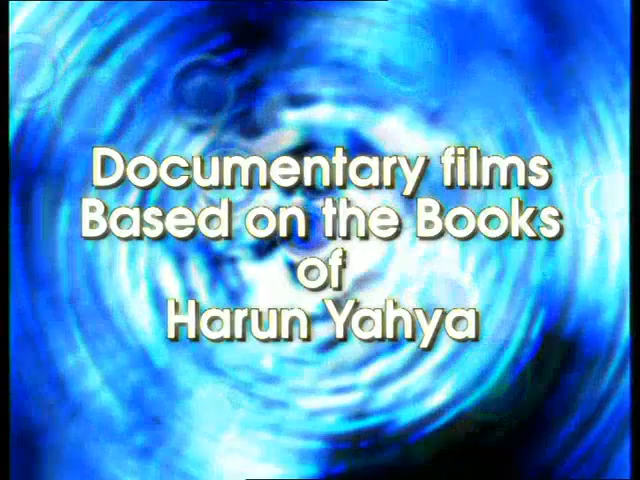 Documentary films
Based on the Books
of
Harun Yahya